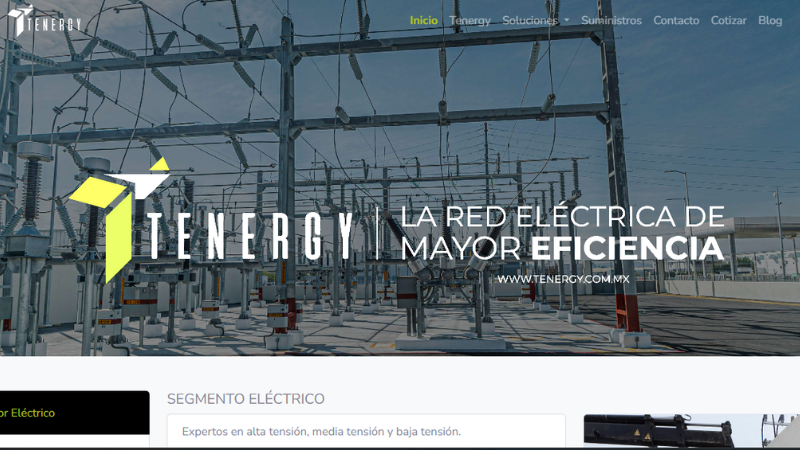 TENERGY
Inicio Tenergy Soluciones Suministros Contacto Cotizar Blog
TENERGY
LA RED ELÉCTRICA DE
MAYOR EFICIENCIA
WWW.TENERGY.COM.MX
or Eléctrico
SEGMENTO ELÉCTRICO
Expertos en alta tensión, media tensión y baja tensión.